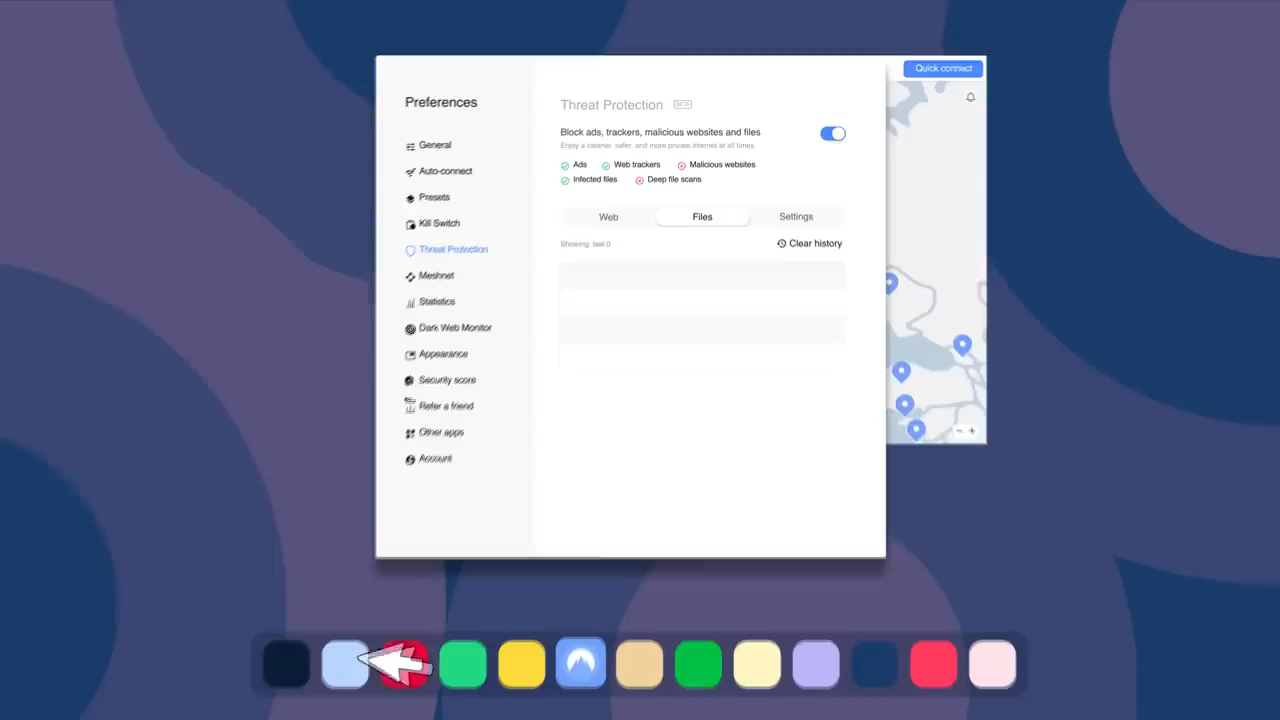 Quick connect
Preferences
General
Auto-connect
Presets
Kill Switch
Threat Protection
Meshnet
Statistics
Dark Web Monitor
Appearance
Security score
Refer a friend
Other apps
Account
Threat Protection BETA
Block ads, trackers, malicious websites and files
Enjoy a cleaner, safer, and more private internet at all times.
Ads Web trackers Malicious websites
Infected files Deep file scans
Web Files Settings
Showing: last 0 Clear history